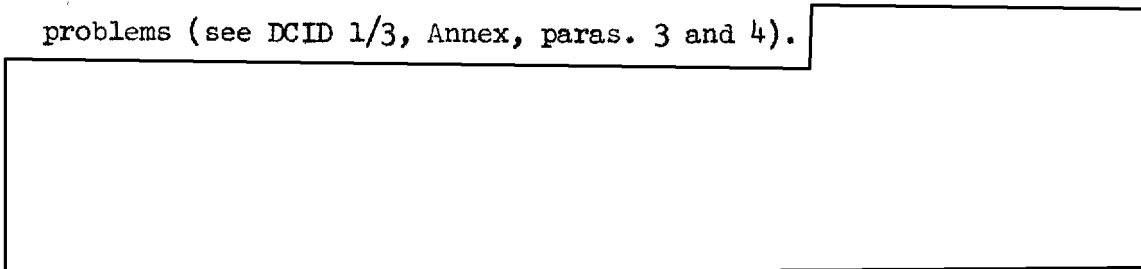 problems (see DCID 1/3, Annex, paras. 3 and 4).